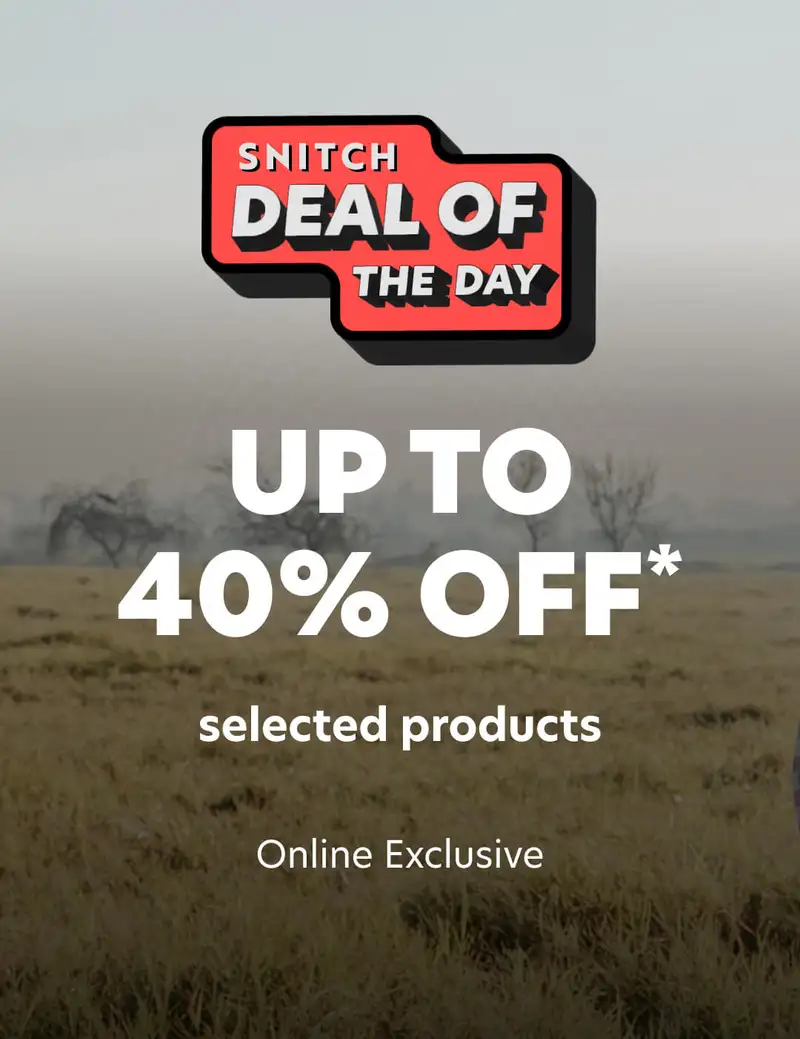 SNITCH
DEAL OF
THE DAY
UP TO
40% OFF*
selected products
Online Exclusive